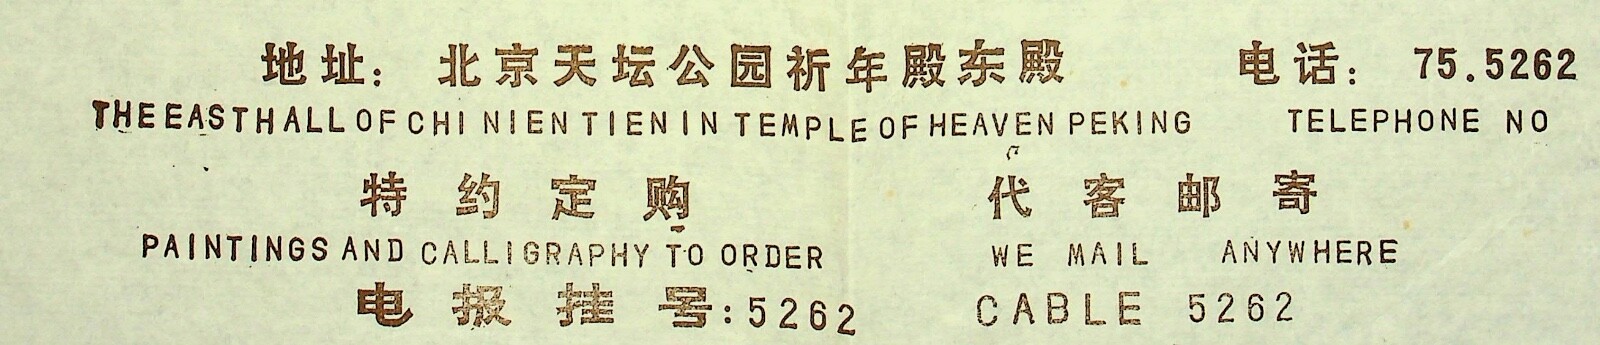 地址：北京天坛公园祈年殿东殿 电话：75.5262
THE EAST HALL OF CHI NIEN TIEN IN TEMPLE OF HEAVEN PEKING TELEPHONE NO
特约定购 代客邮寄
PAINTINGS AND CALLIGRAPHY TO ORDER WE MAIL ANYWHERE
电报挂号:5262 CABLE 5262